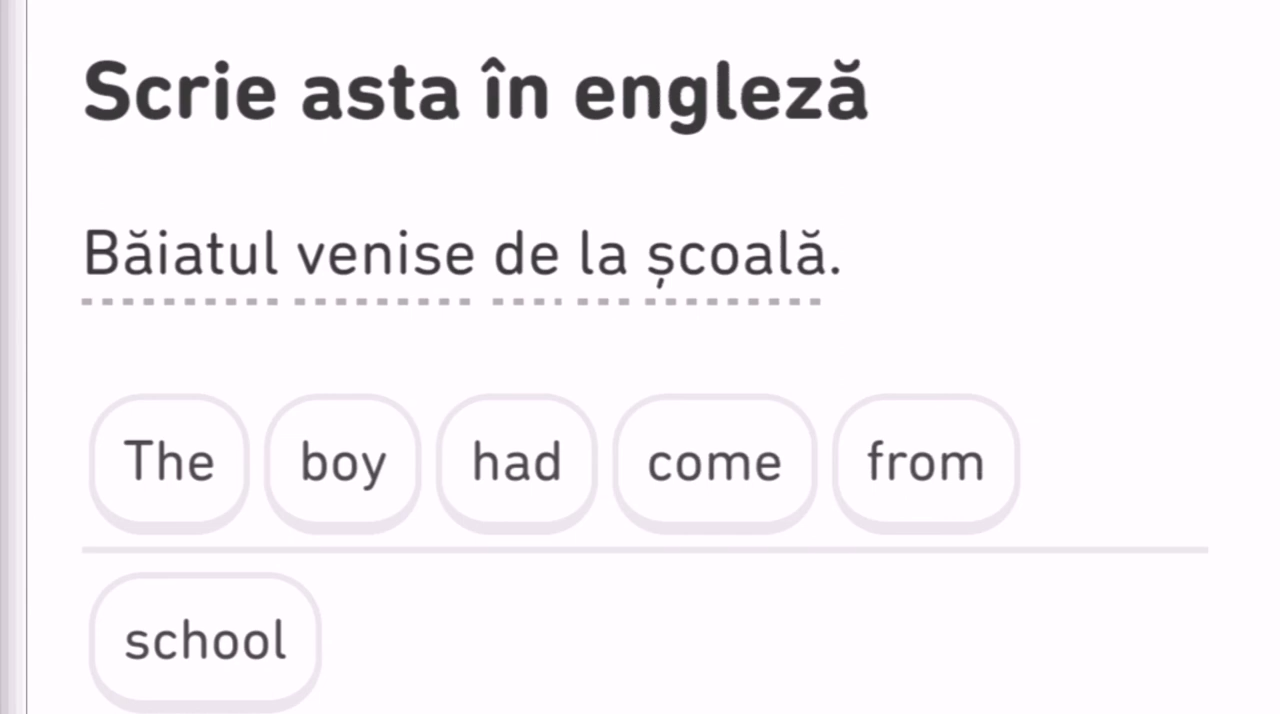 Scrie asta în engleză
Băiatul venise de la școală.
The boy had come from
school